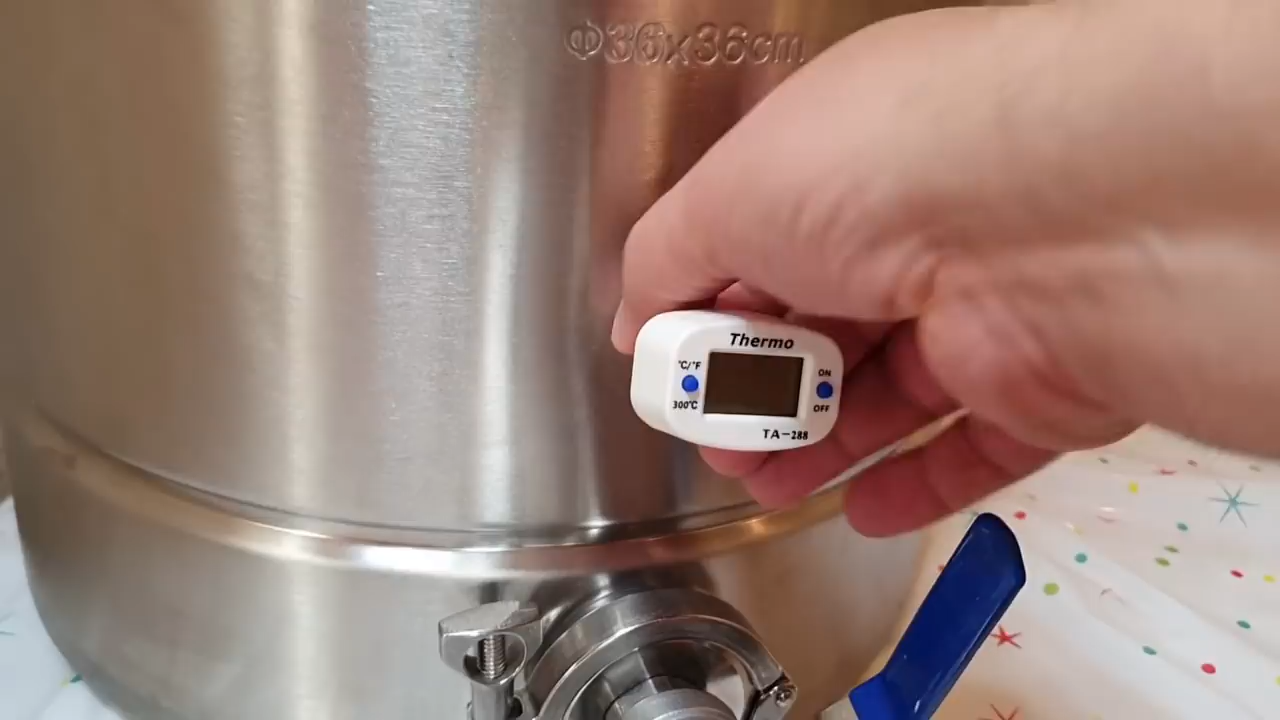 Φ36x36cm
Thermo
°C/°F
ON
300°C
OFF
TA-288